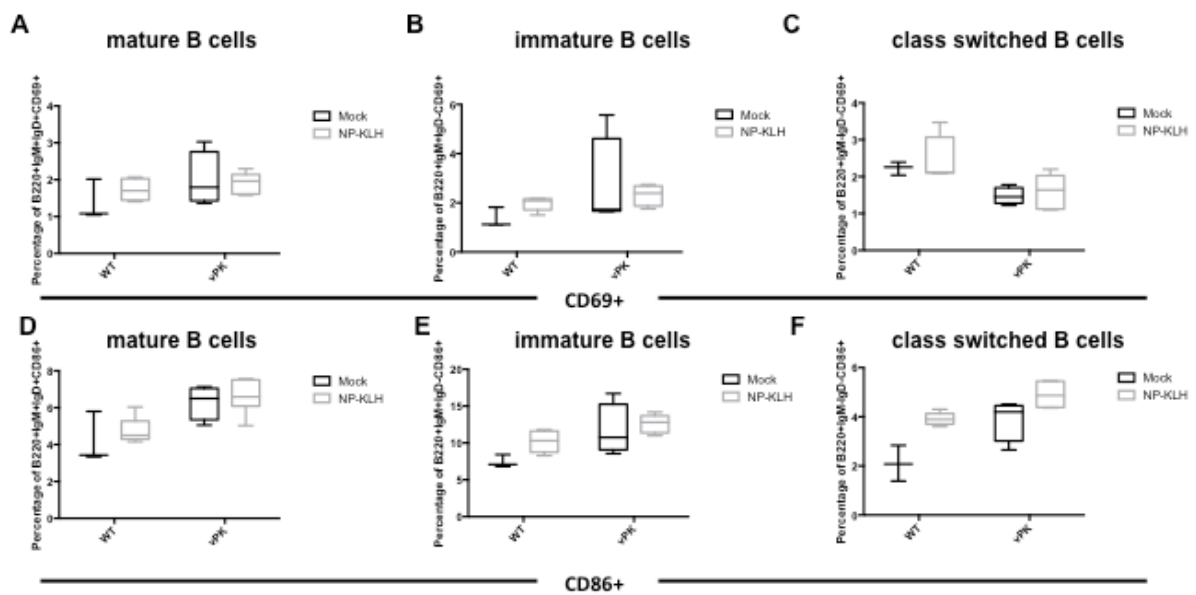 A
mature B cells
Percentage of B220+IgM+IgD+CD69+
4
3
2
1
0
WT
vPK
Mock
NP-KLH
B
immature B cells
Percentage of B220+IgM+IgD-CD69+
6
4
2
0
WT
vPK
Mock
NP-KLH
C
class switched B cells
Percentage of B220+IgM-IgD-CD69+
4
3
2
1
0
WT
vPK
Mock
NP-KLH
CD69+
D
mature B cells
Percentage of B220+IgM+IgD+CD86+
8
6
4
2
0
WT
vPK
Mock
NP-KLH
E
immature B cells
Percentage of B220+IgM+IgD-CD86+
20
15
10
5
0
WT
vPK
Mock
NP-KLH
F
class switched B cells
Percentage of B220+IgM-IgD-CD86+
6
4
2
0
WT
vPK
Mock
NP-KLH
CD86+